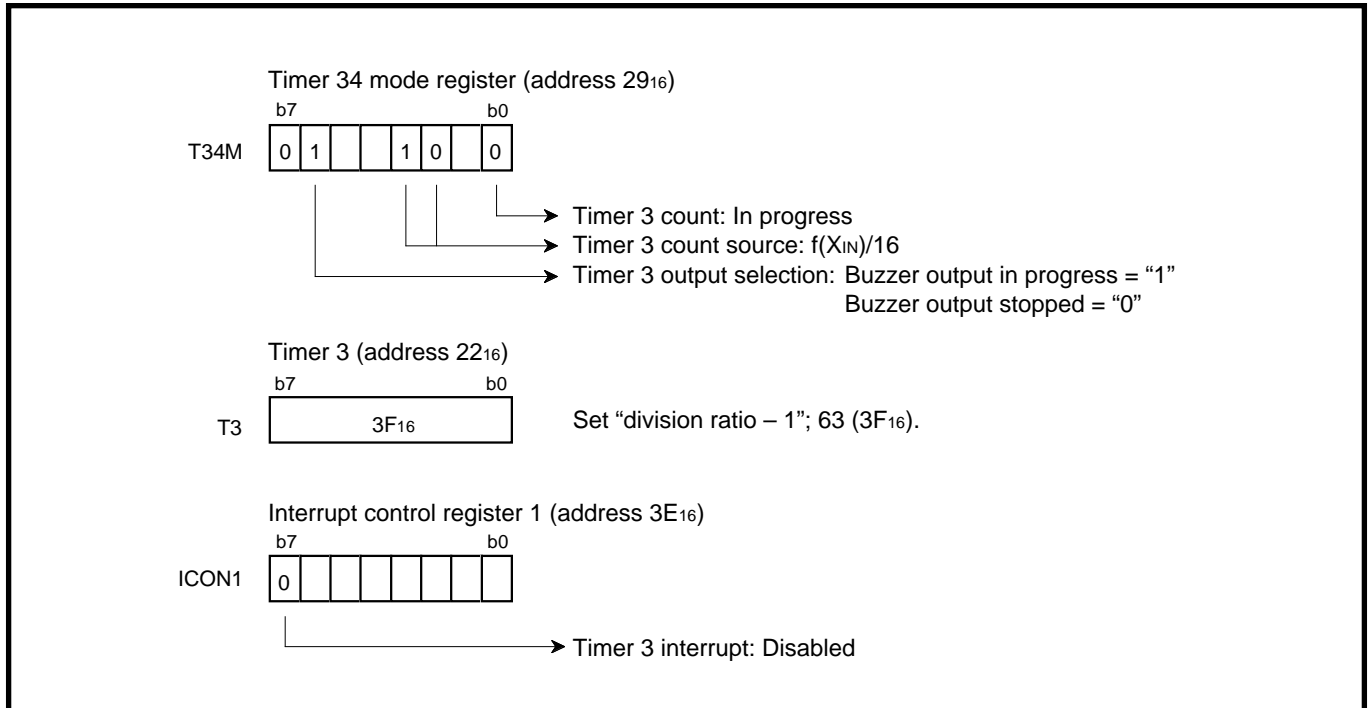 Timer 34 mode register (address 2916)
b7 b0
T34M 0 1 1 0 0
Timer 3 count: In progress
Timer 3 count source: f(XIN)/16
Timer 3 output selection: Buzzer output in progress = “1”
Buzzer output stopped = “0”
Timer 3 (address 2216)
b7 b0
T3 3F16 Set “division ratio – 1”; 63 (3F16).
Interrupt control register 1 (address 3E16)
b7 b0
ICON1 0
Timer 3 interrupt: Disabled